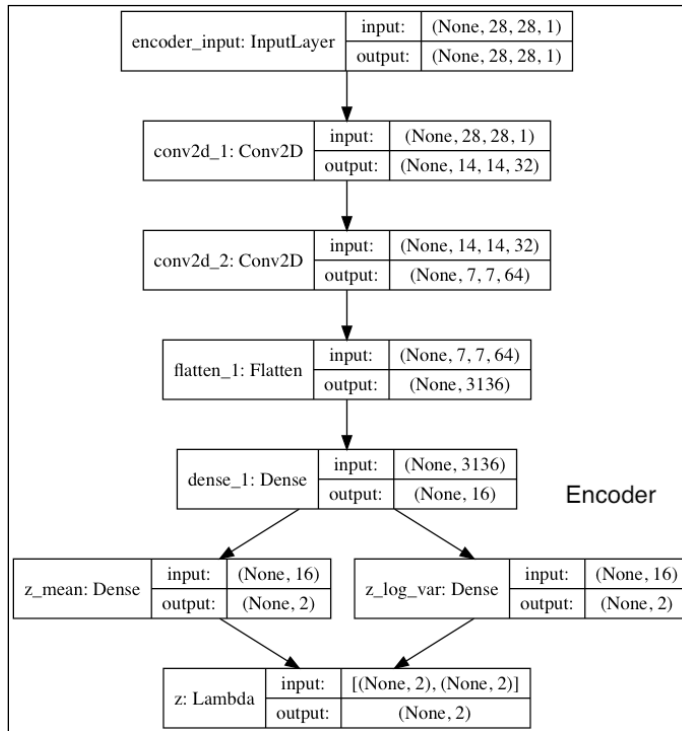 encoder_input: InputLayer
input: (None, 28, 28, 1)
output: (None, 28, 28, 1)
conv2d_1: Conv2D
input: (None, 28, 28, 1)
output: (None, 14, 14, 32)
conv2d_2: Conv2D
input: (None, 14, 14, 32)
output: (None, 7, 7, 64)
flatten_1: Flatten
input: (None, 7, 7, 64)
output: (None, 3136)
dense_1: Dense
input: (None, 3136)
output: (None, 16)
Encoder
z_mean: Dense
input: (None, 16)
output: (None, 2)
z_log_var: Dense
input: (None, 16)
output: (None, 2)
z: Lambda
input: [(None, 2), (None, 2)]
output: (None, 2)